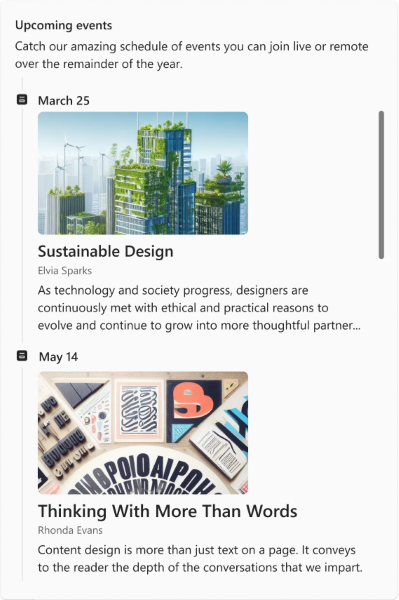 Upcoming events
Catch our amazing schedule of events you can join live or remote
over the remainder of the year.
March 25
Sustainable Design
Elvia Sparks
As technology and society progress, designers are
continuously met with ethical and practical reasons to
evolve and continue to grow into more thoughtful partner...
May 14
Thinking With More Than Words
Rhonda Evans
Content design is more than just text on a page. It conveys
to the reader the depth of the conversations that we impart.